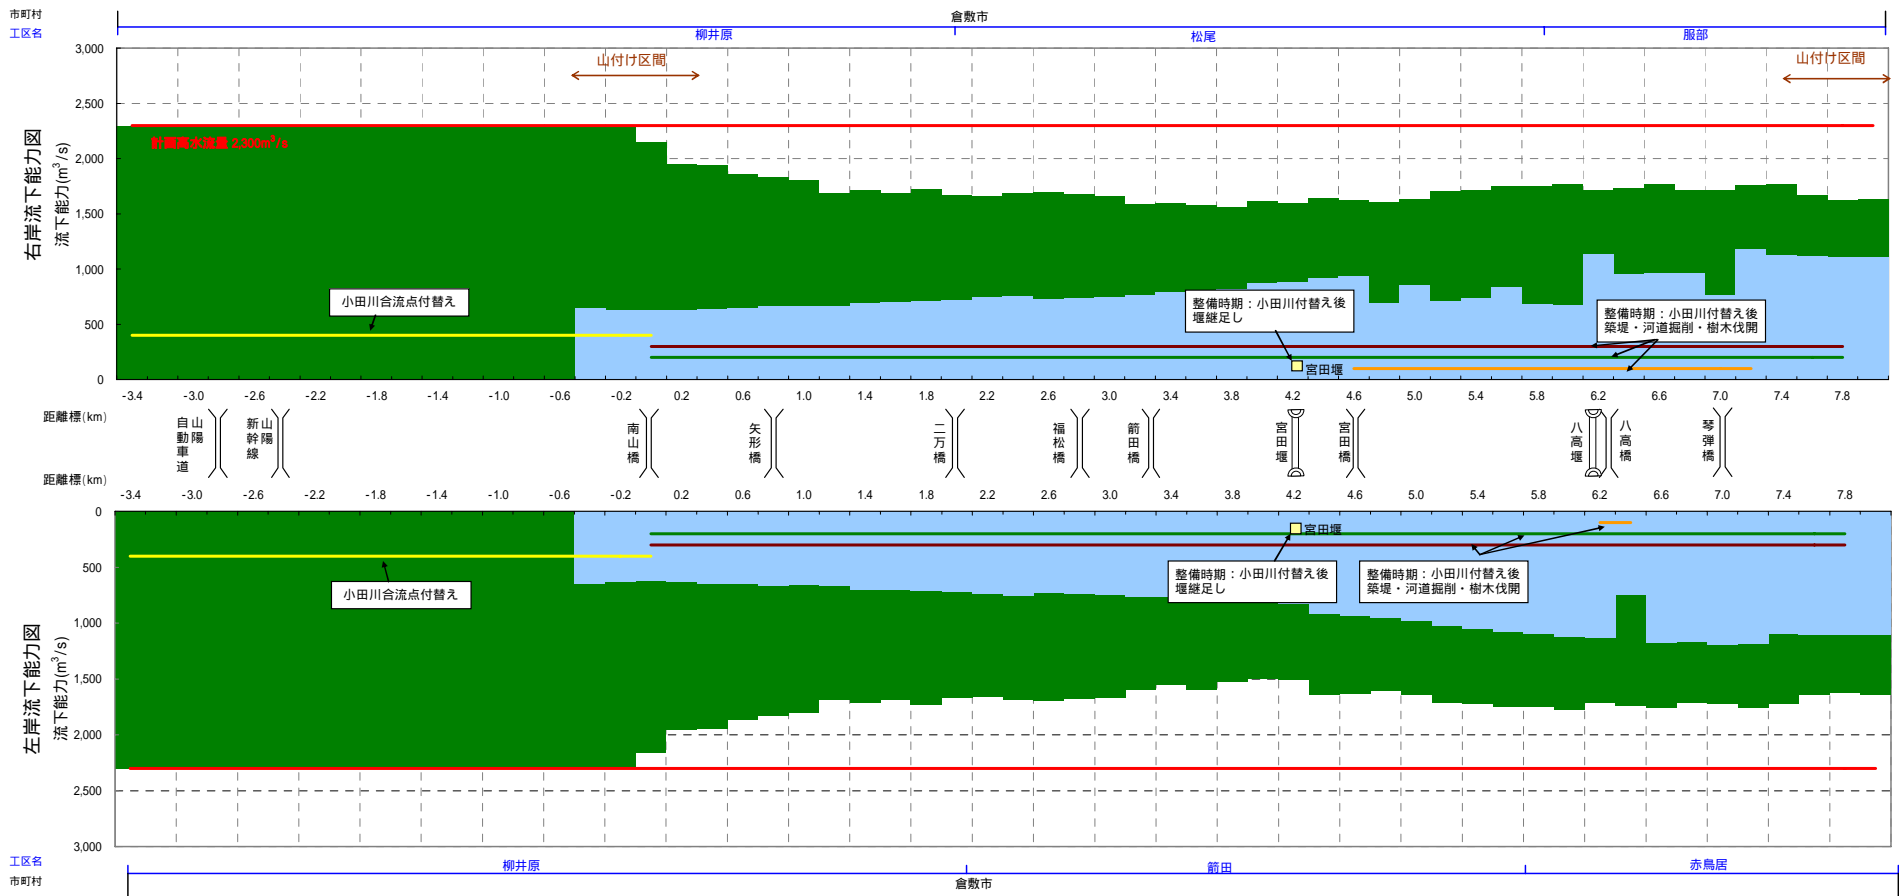 市町村
倉敷市
工区名
柳井原
松尾
服部
山付け区間
山付け区間
右岸流下能力図
流下能力(m³/s)
3,000
2,500
2,000
1,500
1,000
500
0
計画高水流量 2,300m³/s
小田川合流点付替え
整備時期：小田川付替え後
堰継足し
宮田堰
整備時期：小田川付替え後
築堤・河道掘削・樹木伐開
-3.4 -3.0 -2.6 -2.2 -1.8 -1.4 -1.0 -0.6 -0.2 0.2 0.6 1.0 1.4 1.8 2.2 2.6 3.0 3.4 3.8 4.2 4.6 5.0 5.4 5.8 6.2 6.6 7.0 7.4 7.8
距離標(km)
山陽
自動車道
山陽
新幹線
南山橋
矢形橋
二万橋
福松橋
箭田橋
宮田堰
宮田橋
八高堰
八高橋
琴弾橋
距離標(km)
-3.4 -3.0 -2.6 -2.2 -1.8 -1.4 -1.0 -0.6 -0.2 0.2 0.6 1.0 1.4 1.8 2.2 2.6 3.0 3.4 3.8 4.2 4.6 5.0 5.4 5.8 6.2 6.6 7.0 7.4 7.8
左岸流下能力図
流下能力(m³/s)
0
500
1,000
1,500
2,000
2,500
3,000
宮田堰
小田川合流点付替え
整備時期：小田川付替え後
堰継足し
整備時期：小田川付替え後
築堤・河道掘削・樹木伐開
工区名
柳井原
箭田
赤鳥居
市町村
倉敷市